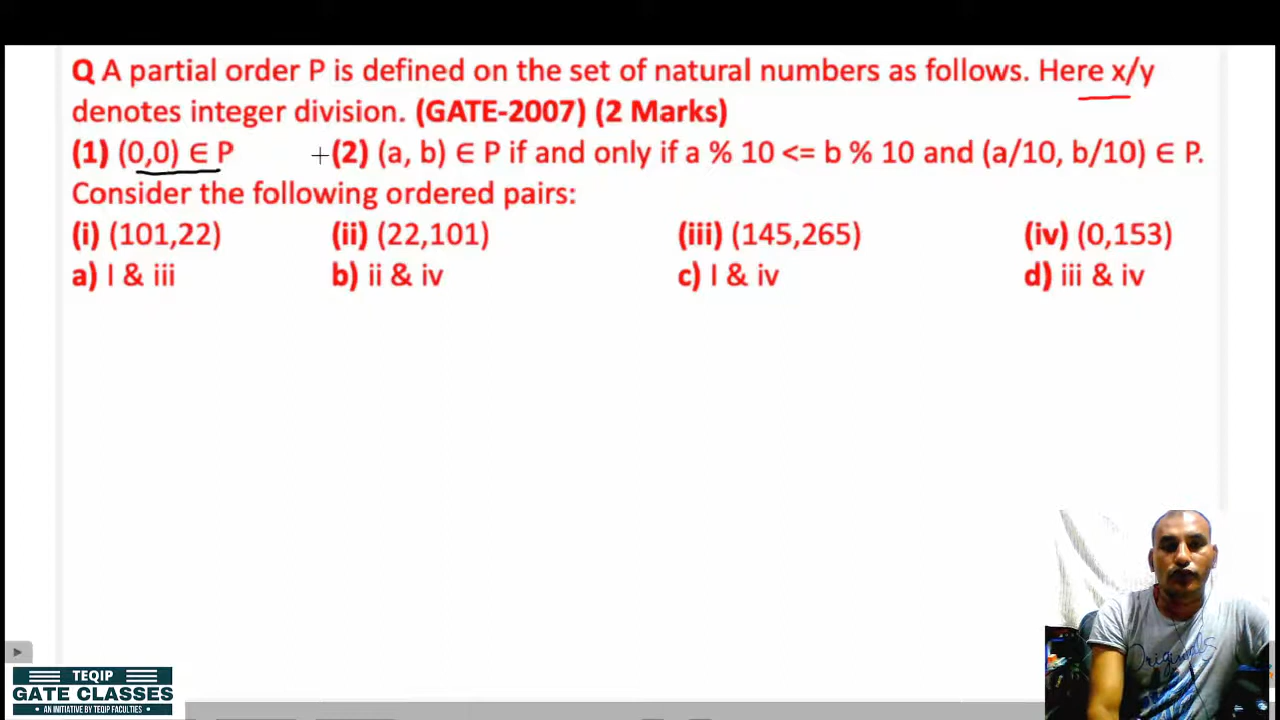 Q A partial order P is defined on the set of natural numbers as follows. Here x/y
denotes integer division. (GATE-2007) (2 Marks)
(1) (0,0) ∈ P (2) (a, b) ∈ P if and only if a % 10 <= b % 10 and (a/10, b/10) ∈ P.
Consider the following ordered pairs:
(i) (101,22) (ii) (22,101) (iii) (145,265) (iv) (0,153)
a) I & iii b) ii & iv c) I & iv d) iii & iv
Originals
TEQIP
GATE CLASSES
• AN INITIATIVE BY TEQIP FACULTIES •